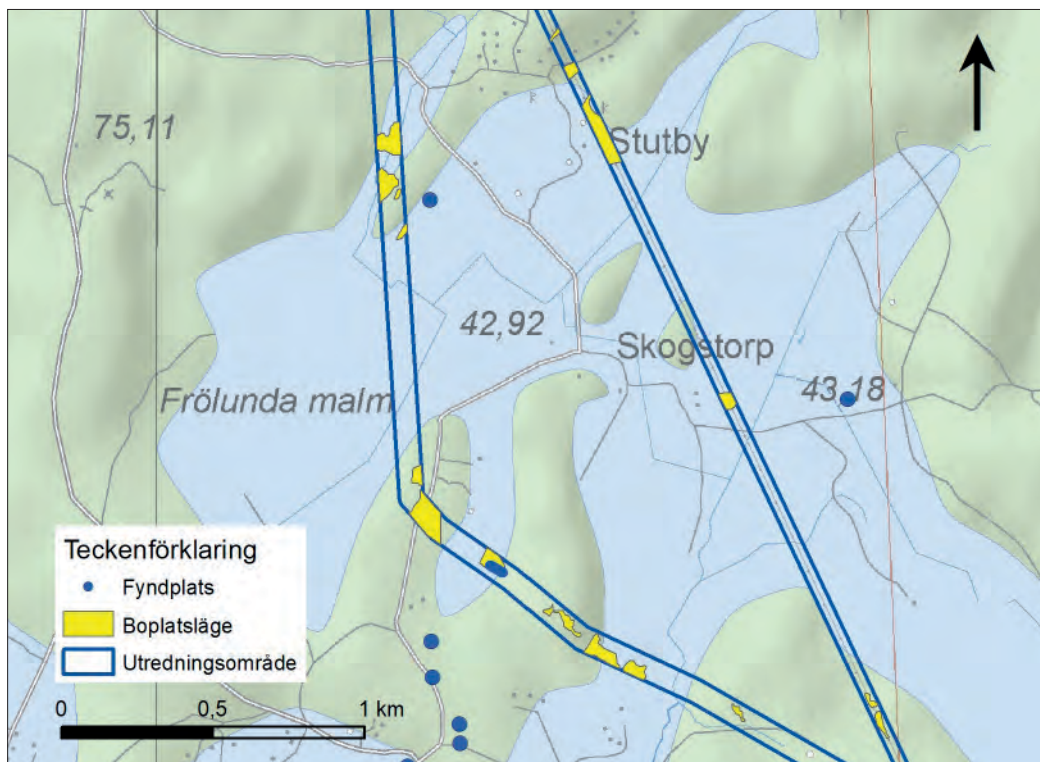 75,11
Stutby
42,92
Skogstorp
43,18
Frölunda malm
Teckenförklaring
Fyndplats
Boplatsläge
Utredningsområde
0 0,5 1 km